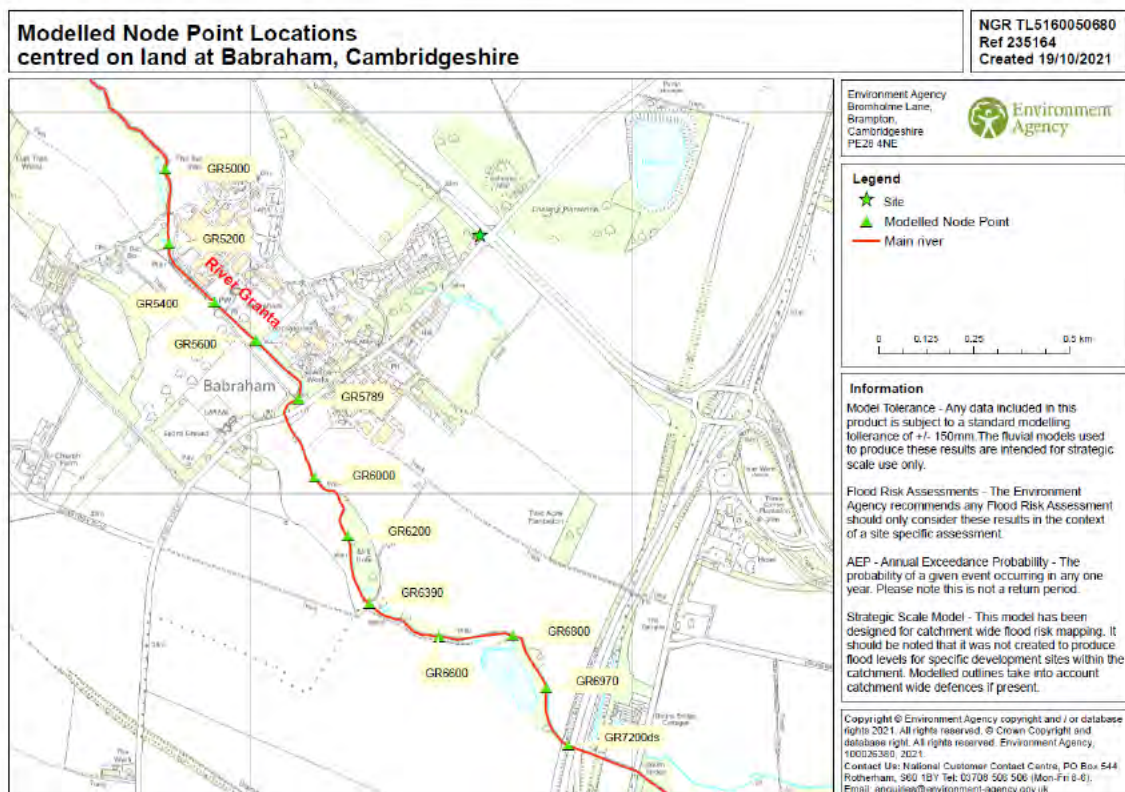 Modelled Node Point Locations
centred on land at Babraham, Cambridgeshire
NGR TL5160050680
Ref 235164
Created 19/10/2021
GR5000
GR5200
River Granta
GR5400
GR5600
Babraham
GR5789
GR6000
GR6200
GR6390
GR6800
GR6600
GR6970
GR7200ds
Environment Agency
Bromholme Lane,
Brampton,
Cambridgeshire
PE28 4NE
Environment
Agency
Legend
Site
Modelled Node Point
Main river
0 0.125 0.25 0.5 km
Information
Model Tolerance - Any data included in this
product is subject to a standard modelling
tollerance of +/- 150mm.The fluvial models used
to produce these results are intended for strategic
scale use only.
Flood Risk Assessments - The Environment
Agency recommends any Flood Risk Assessment
should only consider these results in the context
of a site specific assessment.
AEP - Annual Exceedance Probability - The
probability of a given event occurring in any one
year. Please note this is not a return period.
Strategic Scale Model - This model has been
designed for catchment wide flood risk mapping. It
should be noted that it was not created to produce
flood levels for specific development sites within the
catchment. Modelled outlines take into account
catchment wide defences if present.
Copyright © Environment Agency copyright and / or database
rights 2021. All rights reserved. © Crown Copyright and
database right. All rights reserved. Environment Agency,
100026380, 2021
Contact Us: National Customer Contact Centre, PO Box 544
Rotherham, S60 1BY Tel: 03708 506 506 (Mon-Fri 8-6).
Email: enquiries@environment-agency.gov.uk